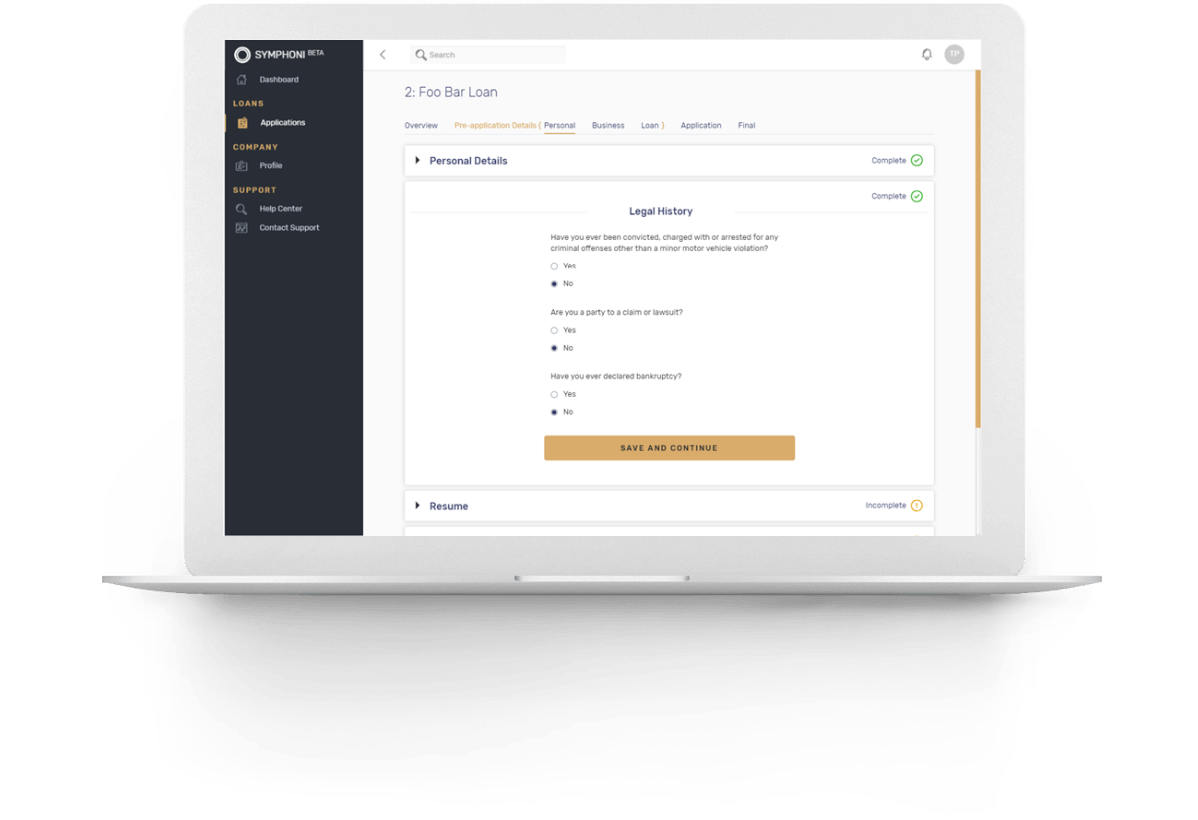 SYMPHONI BETA
Dashboard
LOANS
Applications
COMPANY
Profile
SUPPORT
Help Center
Contact Support
Search
TP
2: Foo Bar Loan
Overview Pre-application Details { Personal Business Loan } Application Final
Personal Details Complete
Complete
Legal History
Have you ever been convicted, charged with or arrested for any
criminal offenses other than a minor motor vehicle violation?
Yes
No
Are you a party to a claim or lawsuit?
Yes
No
Have you ever declared bankruptcy?
Yes
No
SAVE AND CONTINUE
Resume Incomplete